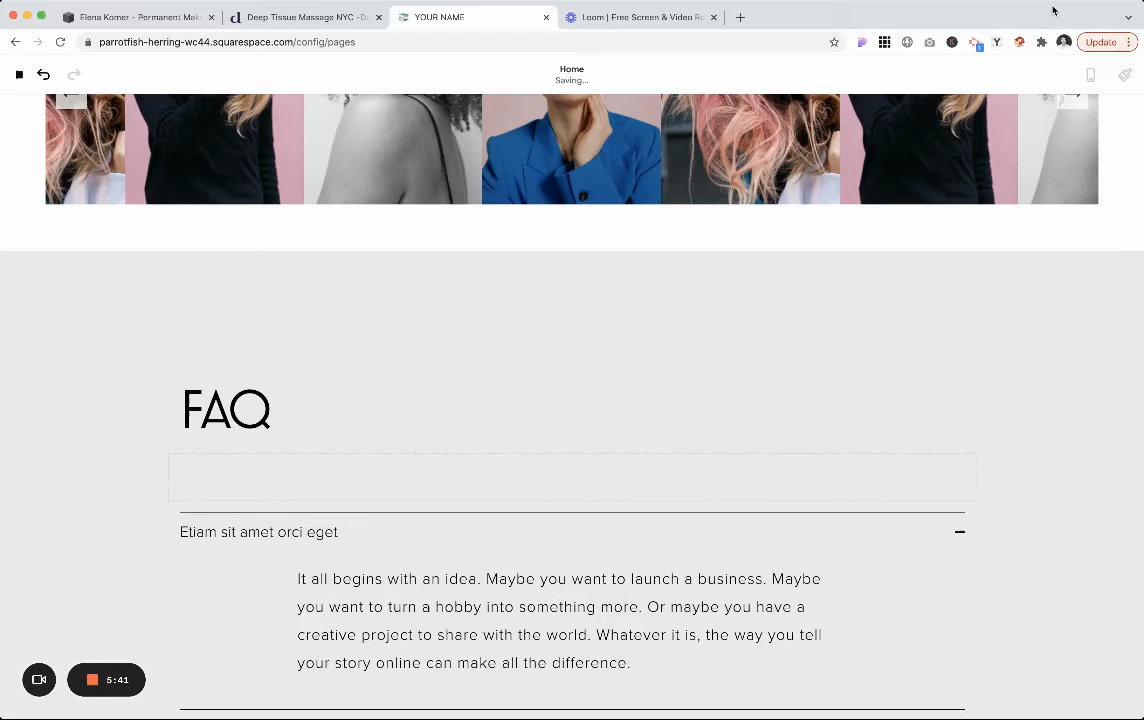 Elena Korner - Permanent Mak
Deep Tissue Massage NYC -D
YOUR NAME
Loom | Free Screen & Video R
parrotfish-herring-wc44.squarespace.com/config/pages
Update
Home
Saving...
FAQ
Etiam sit amet orci eget
It all begins with an idea. Maybe you want to launch a business. Maybe
you want to turn a hobby into something more. Or maybe you have a
creative project to share with the world. Whatever it is, the way you tell
your story online can make all the difference.
5:41